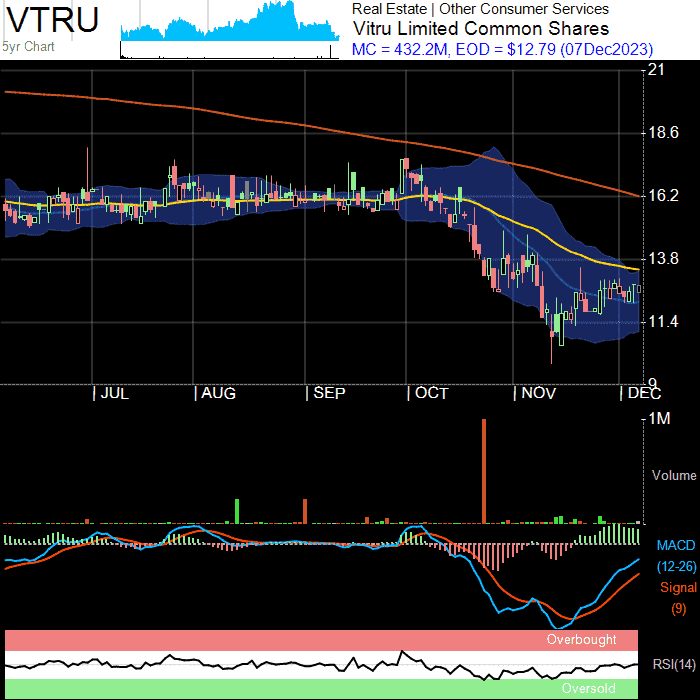 VTRU
5yr Chart
Real Estate | Other Consumer Services
Vitru Limited Common Shares
MC = 432.2M, EOD = $12.79 (07Dec2023)
21
18.6
16.2
13.8
11.4
9
JUL
AUG
SEP
OCT
NOV
DEC
1M
Volume
MACD
(12-26)
Signal
(9)
Overbought
RSI(14)
Oversold